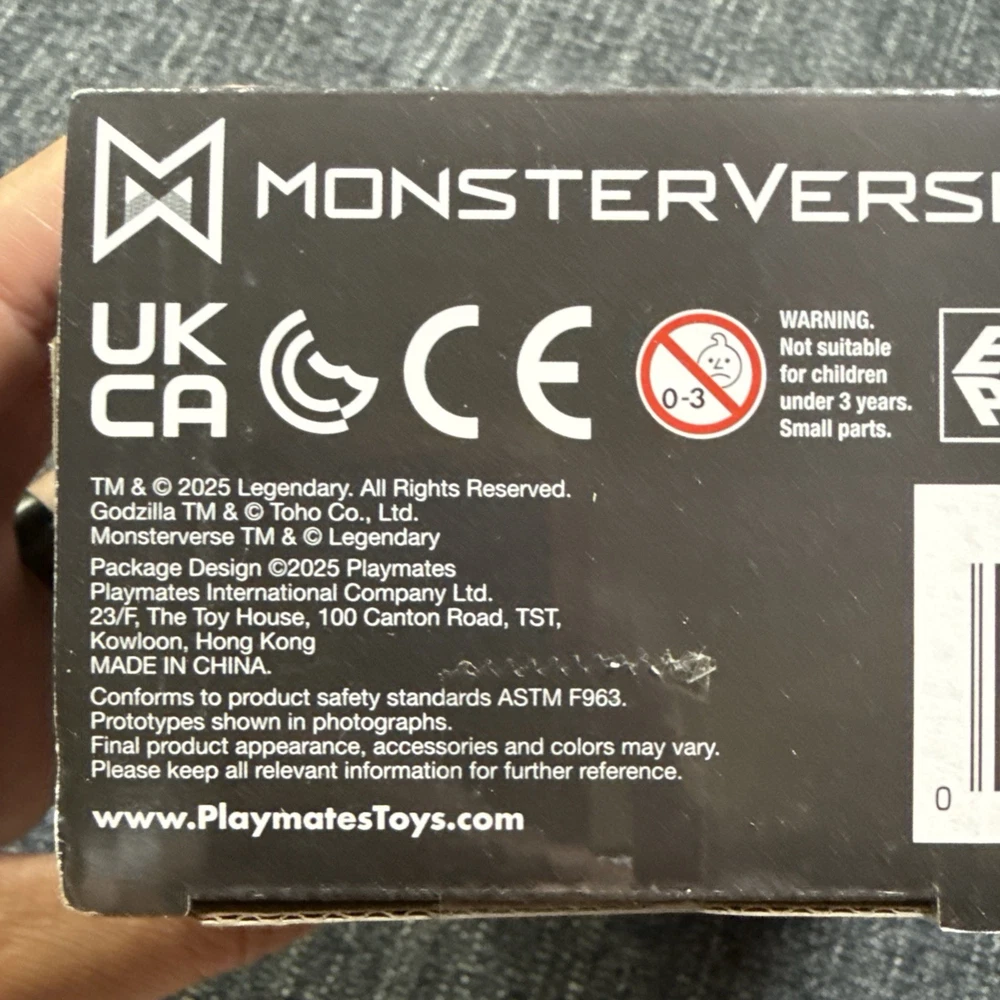 MONSTERVERSE
UK
CA
CE
0-3
WARNING.
Not suitable
for children
under 3 years.
Small parts.
TM & © 2025 Legendary. All Rights Reserved.
Godzilla TM & © Toho Co., Ltd.
Monsterverse TM & © Legendary
Package Design ©2025 Playmates
Playmates International Company Ltd.
23/F, The Toy House, 100 Canton Road, TST,
Kowloon, Hong Kong
MADE IN CHINA.
Conforms to product safety standards ASTM F963.
Prototypes shown in photographs.
Final product appearance, accessories and colors may vary.
Please keep all relevant information for further reference.
www.PlaymatesToys.com
0